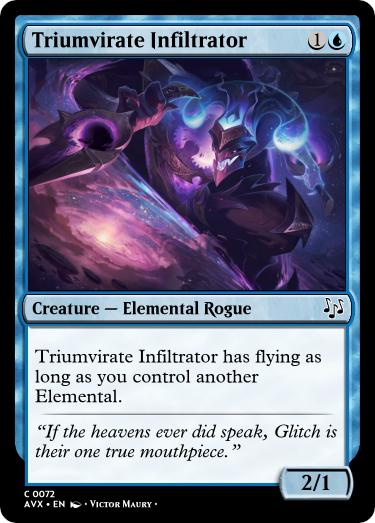 Triumvirate Infiltrator 1
Creature — Elemental Rogue
Triumvirate Infiltrator has flying as
long as you control another
Elemental.
“If the heavens ever did speak, Glitch is
their one true mouthpiece.”
2/1
C 0072
AVX • EN Victor Maury •